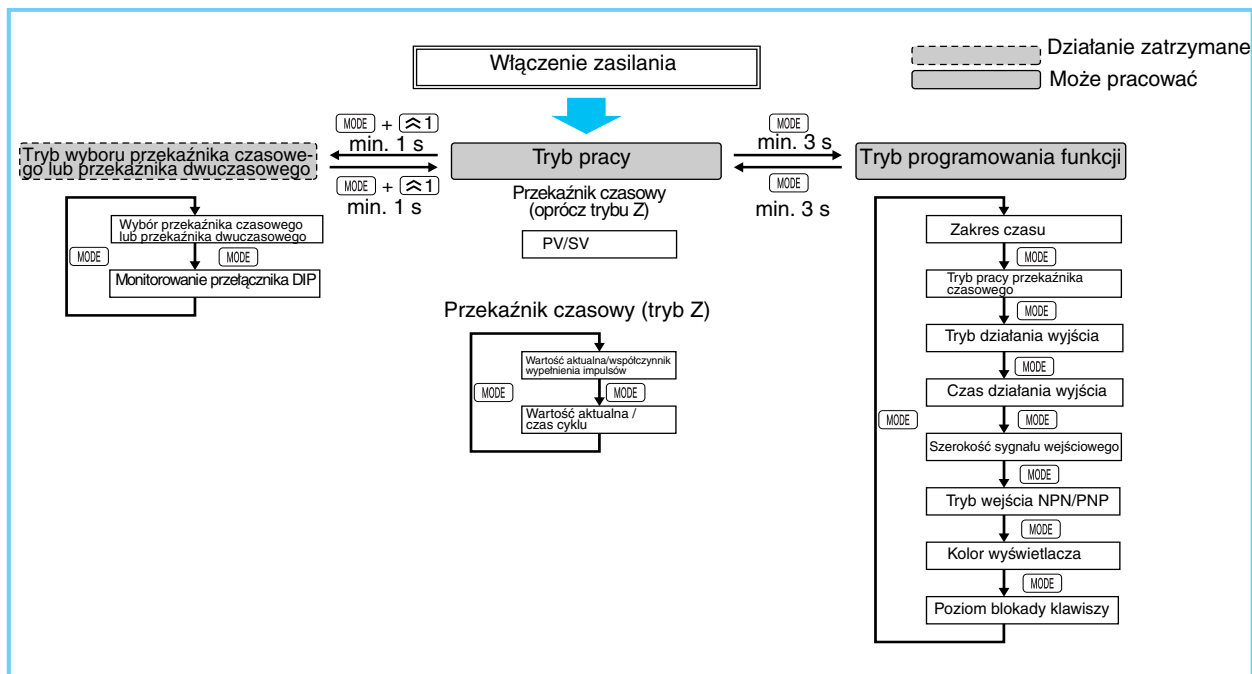 Włączenie zasilania
Działanie zatrzymane
Może pracować
MODE + 1
min. 1 s
Tryb wyboru przekaźnika czasowe-
go lub przekaźnika dwuczasowego
MODE + 1
min. 1 s
Tryb pracy
MODE
min. 3 s
MODE
min. 3 s
Tryb programowania funkcji
Wybór przekaźnika czasowego
lub przekaźnika dwuczasowego
MODE
MODE
Monitorowanie przełącznika DIP
Przekaźnik czasowy
(oprócz trybu Z)
PV/SV
Przekaźnik czasowy (tryb Z)
Wartość aktualna/współczynnik
wypełnienia impulsów
MODE
MODE
Wartość aktualna /
czas cyklu
Zakres czasu
MODE
Tryb pracy przekaźnika
czasowego
MODE
Tryb działania wyjścia
MODE
Czas działania wyjścia
MODE
MODE
Szerokość sygnału wejściowego
MODE
Tryb wejścia NPN/PNP
MODE
Kolor wyświetlacza
MODE
Poziom blokady klawiszy